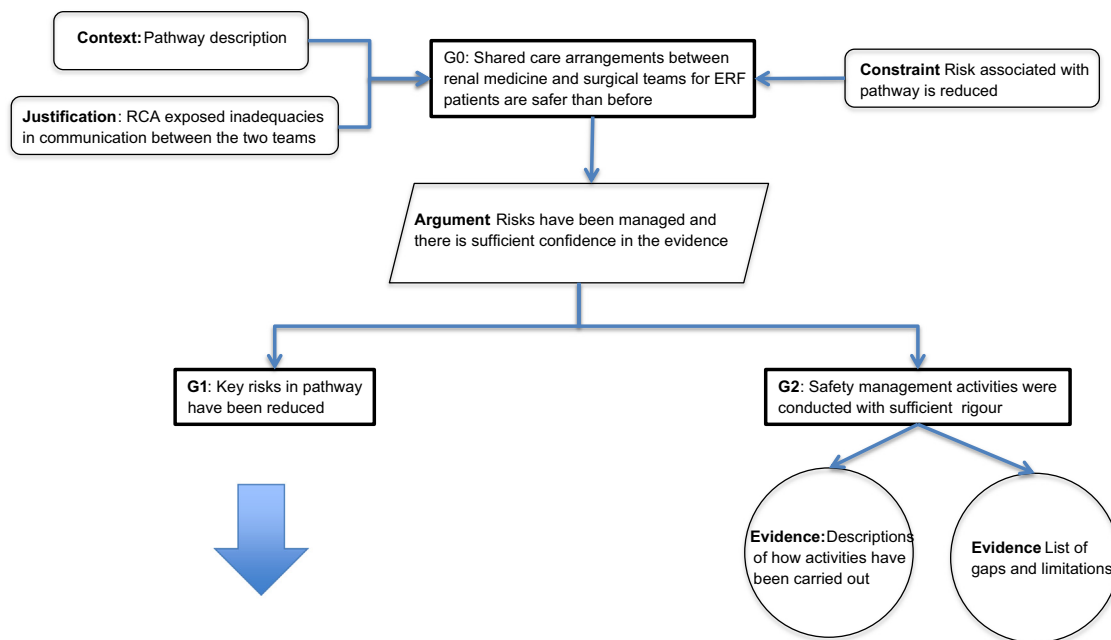 Context: Pathway description
Justification: RCA exposed inadequacies
in communication between the two teams
G0: Shared care arrangements between
renal medicine and surgical teams for ERF
patients are safer than before
Constraint Risk associated with
pathway is reduced
Argument Risks have been managed and
there is sufficient confidence in the evidence
G1: Key risks in pathway
have been reduced
G2: Safety management activities were
conducted with sufficient rigour
Evidence: Descriptions
of how activities have
been carried out
Evidence List of
gaps and limitations